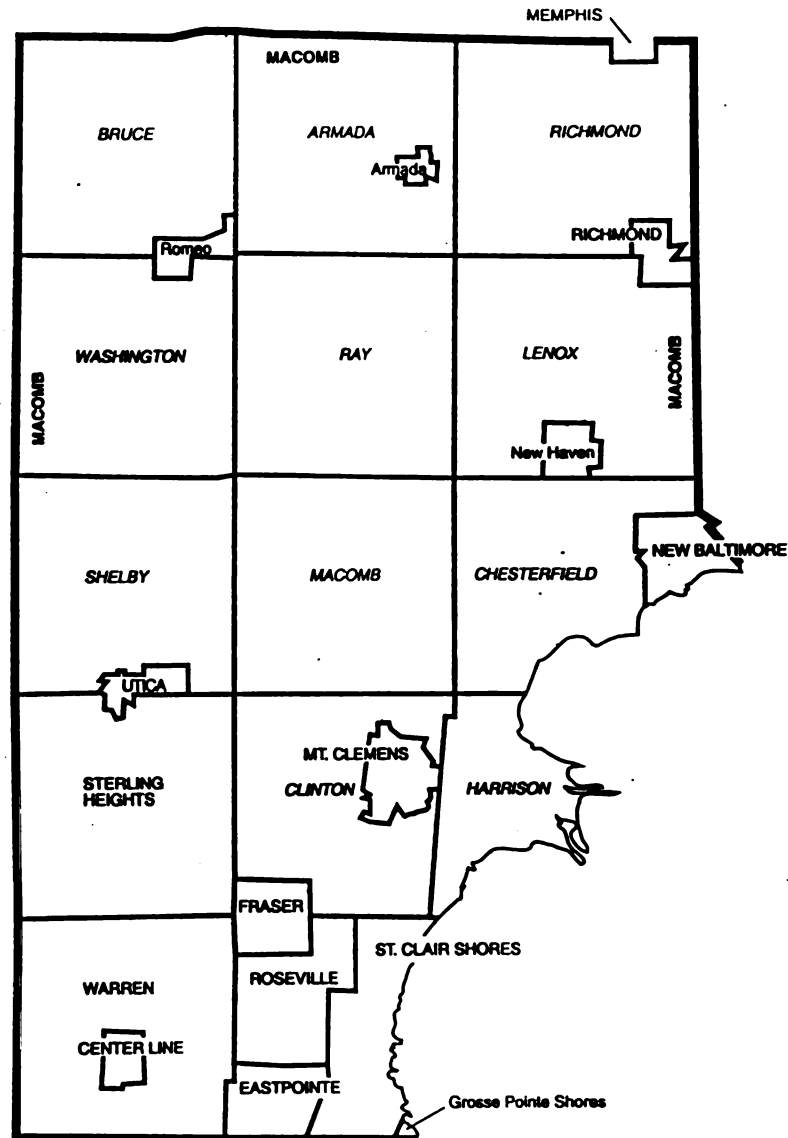 MEMPHIS
MACOMB
BRUCE
ARMADA
RICHMOND
Armada
Romeo
RICHMOND
WASHINGTON
RAY
LENOX
MACOMB
MACOMB
New Haven
NEW BALTIMORE
SHELBY
MACOMB
CHESTERFIELD
UTICA
MT. CLEMENS
STERLING
HEIGHTS
CLINTON
HARRISON
FRASER
ST. CLAIR SHORES
WARREN
ROSEVILLE
CENTER LINE
EASTPOINTE
Grosse Pointe Shores